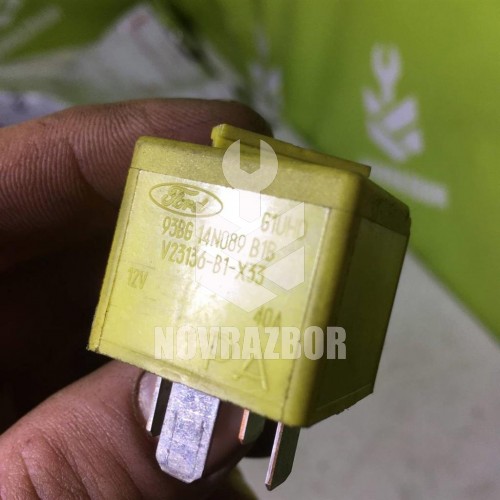 Ford
93BG 14N089 B1B
V23136-B1-X33
12V
40A
NOVRAZBOR